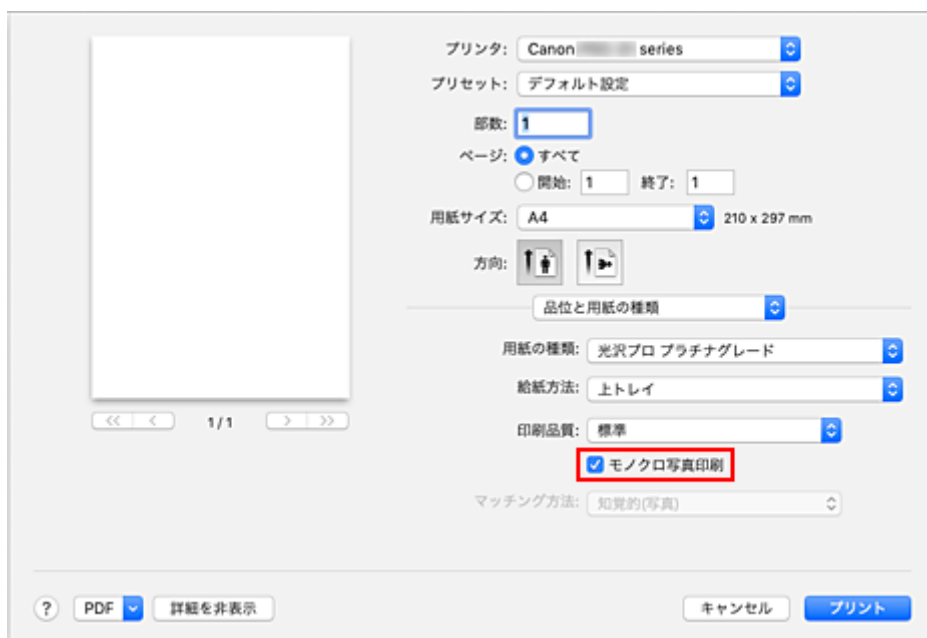 プリンタ: Canon series
プリセット: デフォルト設定
部数: 1
ページ: すべて
開始: 1 終了: 1
用紙サイズ: A4 210 x 297 mm
方向:
品位と用紙の種類
用紙の種類: 光沢プロ プラチナグレード
給紙方法: 上トレイ
<< < 1/1 > >>
印刷品質: 標準
モノクロ写真印刷
マッチング方法: 知覚的(写真)
? PDF 詳細を非表示 キャンセル プリント